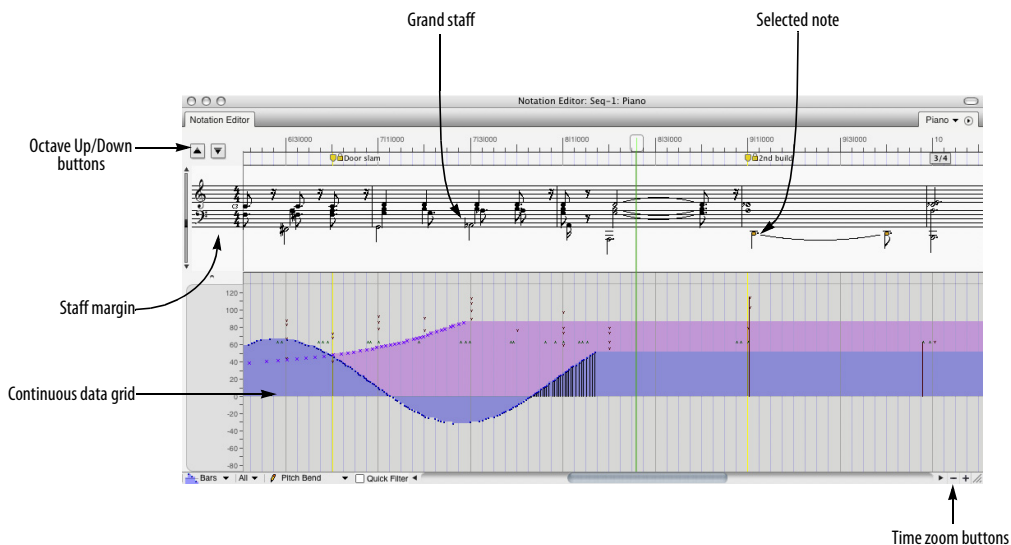 Grand staff
Selected note
Notation Editor: Seq-1: Piano
Notation Editor
Piano
Octave Up/Down
buttons
6|3|000
7|1|000
7|3|000
8|1|000
8|3|000
9|1|000
9|3|000
10
Door slam
2nd build
3/4
Staff margin
120
100
80
60
40
20
0
-20
-40
-60
-80
Continuous data grid
Bars
All
Pitch Bend
Quick Filter
Time zoom buttons